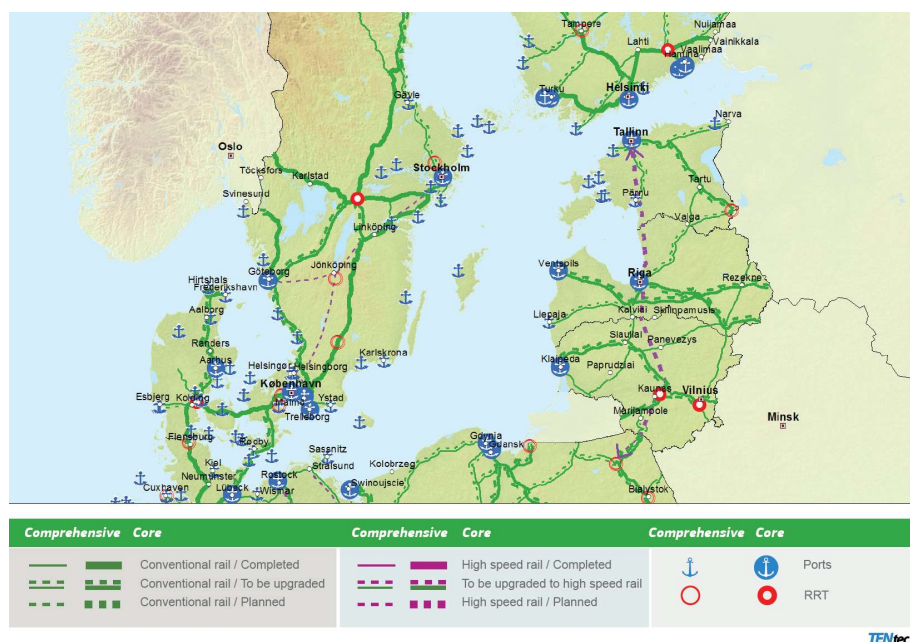 Tampere
Nuijamaa
Lahti
Vainikkala
Vaalimaa
Hamina
Turku
Helsinki
Gävle
Narva
Tallinn
Oslo
Töcksfors
Karlstad
Stockholm
Svinesund
Tartu
Pärnu
Valga
Linköping
Göteborg
Jönköping
Ventspils
Riga
Rezekne
Hirtshals
Frederikshavn
Aalborg
Liepaja
Kalviai
Skilinpamusis
Siauliai
Panevezys
Randers
Aarhus
Karlskrona
Klaipeda
Paprudziai
Helsingør
Helsingborg
København
Kaunas
Vilnius
Esbjerg
Kolding
Malmö
Ystad
Trelleborg
Marijampole
Minsk
Flensburg
Rodby
Gdynia
Gdansk
Sassnitz
Kiel
Stralsund
Kolobrzeg
Neumünster
Rostock
Cuxhaven
Lübeck
Wismar
Swinoujscie
Bialystok
Comprehensive Core Comprehensive Core Comprehensive Core
Conventional rail / Completed High speed rail / Completed Ports
Conventional rail / To be upgraded To be upgraded to high speed rail
Conventional rail / Planned High speed rail / Planned RRT
TENtec